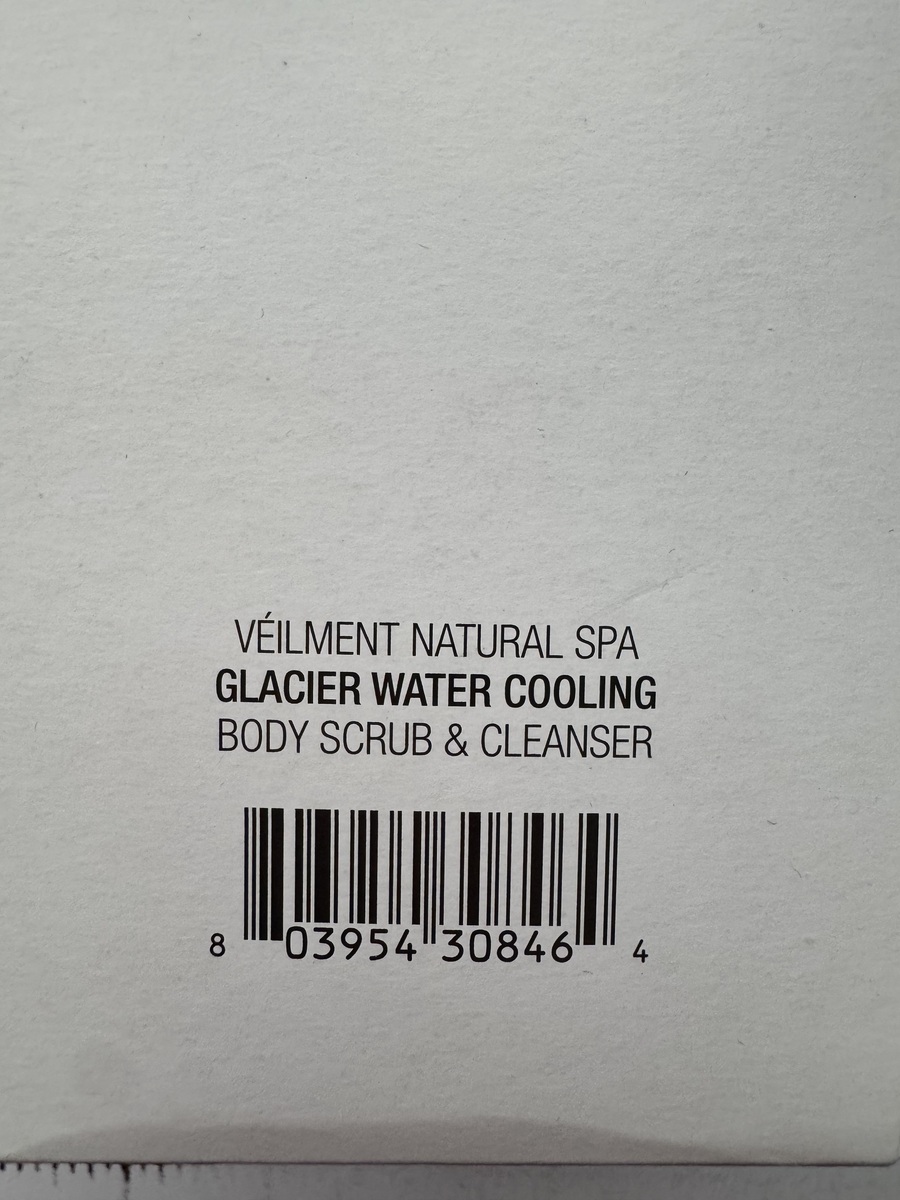 VÉILMENT NATURAL SPA
GLACIER WATER COOLING
BODY SCRUB & CLEANSER
8 03954 30846 4